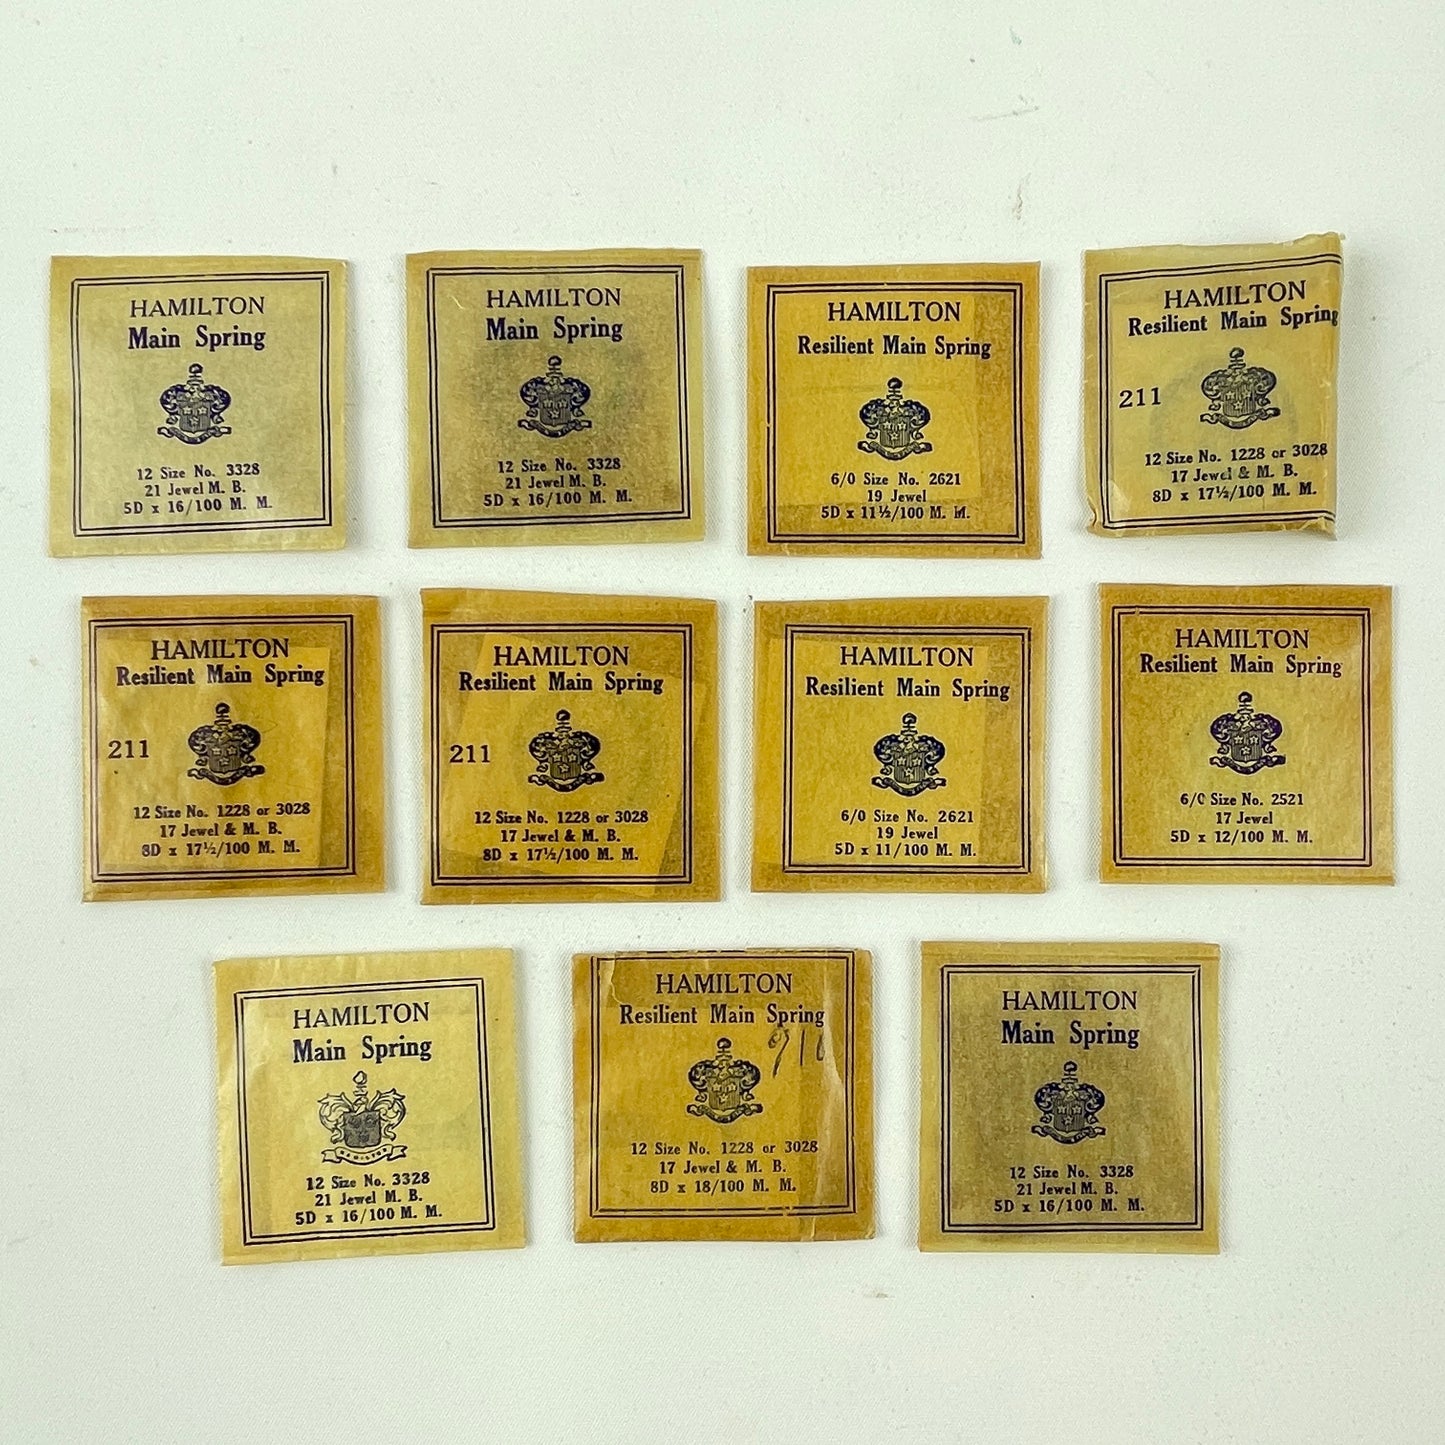 HAMILTON
Main Spring
12 Size No. 3328
21 Jewel M. B.
5D x 16/100 M. M.
HAMILTON
Main Spring
12 Size No. 3328
21 Jewel M. B.
5D x 16/100 M. M.
HAMILTON
Resilient Main Spring
6/0 Size No. 2621
19 Jewel
5D x 11½/100 M. M.
HAMILTON
Resilient Main Spring
211
12 Size No. 1228 or 3028
17 Jewel & M. B.
8D x 17½/100 M. M.
HAMILTON
Resilient Main Spring
211
12 Size No. 1228 or 3028
17 Jewel & M. B.
8D x 17½/100 M. M.
HAMILTON
Resilient Main Spring
211
12 Size No. 1228 or 3028
17 Jewel & M. B.
8D x 17½/100 M. M.
HAMILTON
Resilient Main Spring
6/0 Size No. 2621
19 Jewel
5D x 11/100 M. M.
HAMILTON
Resilient Main Spring
6/0 Size No. 2521
17 Jewel
5D x 12/100 M. M.
HAMILTON
Main Spring
HAMILTON
12 Size No. 3328
21 Jewel M. B.
5D x 16/100 M. M.
HAMILTON
Resilient Main Spring
910
12 Size No. 1228 or 3028
17 Jewel & M. B.
8D x 18/100 M. M.
HAMILTON
Main Spring
12 Size No. 3328
21 Jewel M. B.
5D x 16/100 M. M.